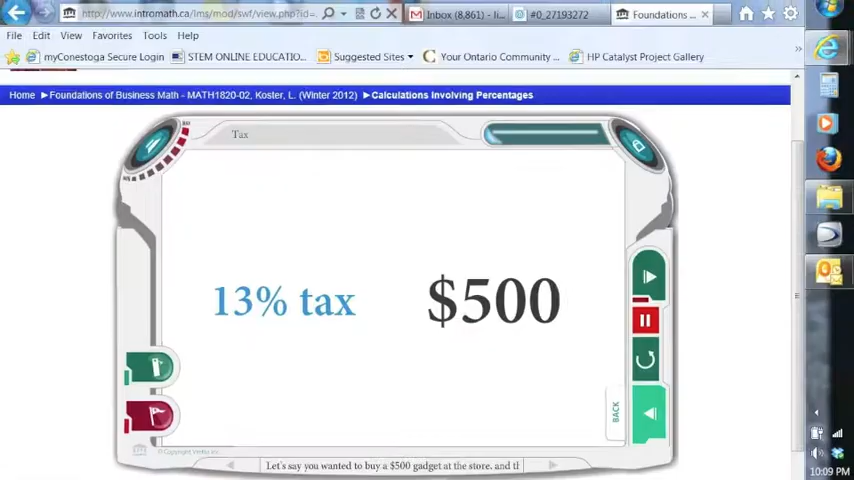 http://www.intromath.ca/lms/mod/swf/view.php?id=
Inbox (8,861) - li...
#0_27193272
Foundations ...
File Edit View Favorites Tools Help
myConestoga Secure Login
STEM ONLINE EDUCATIO...
Suggested Sites
Your Ontario Community ...
HP Catalyst Project Gallery
Home ►Foundations of Business Math - MATH1820-02, Koster, L. (Winter 2012) ►Calculations Involving Percentages
Tax
13% tax $500
BACK
Let's say you wanted to buy a $500 gadget at the store, and th
10:09 PM